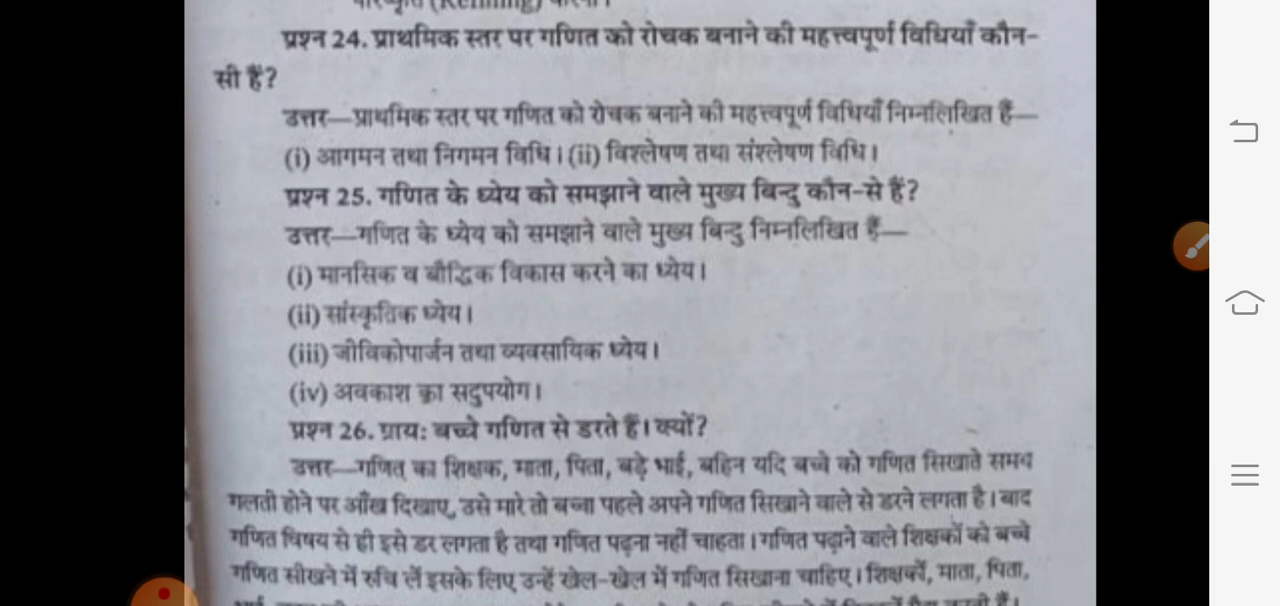 (Refining)
प्रश्न 24. प्राथमिक स्तर पर गणित को रोचक बनाने की महत्त्वपूर्ण विधियाँ कौन-
सी हैं?
उत्तर—प्राथमिक स्तर पर गणित को रोचक बनाने की महत्त्वपूर्ण विधियाँ निम्नलिखित हैं—
(i) आगमन तथा निगमन विधि। (ii) विश्लेषण तथा संश्लेषण विधि।
प्रश्न 25. गणित के ध्येय को समझाने वाले मुख्य बिन्दु कौन-से हैं?
उत्तर—गणित के ध्येय को समझाने वाले मुख्य बिन्दु निम्नलिखित हैं—
(i) मानसिक व बौद्धिक विकास करने का ध्येय।
(ii) सांस्कृतिक ध्येय।
(iii) जीविकोपार्जन तथा व्यवसायिक ध्येय।
(iv) अवकाश का सदुपयोग।
प्रश्न 26. प्राय: बच्चे गणित से डरते हैं। क्यों?
उत्तर—गणित का शिक्षक, माता, पिता, बड़े भाई, बहिन यदि बच्चे को गणित सिखाते समय
गलती होने पर आँख दिखाए, उसे मारे तो बच्चा पहले अपने गणित सिखाने वाले से डरने लगता है। बाद
गणित विषय से ही इसे डर लगता है तथा गणित पढ़ना नहीं चाहता। गणित पढ़ाने वाले शिक्षकों को बच्चे
गणित सीखने में रुचि लें इसके लिए उन्हें खेल-खेल में गणित सिखाना चाहिए। शिक्षकों, माता, पिता,